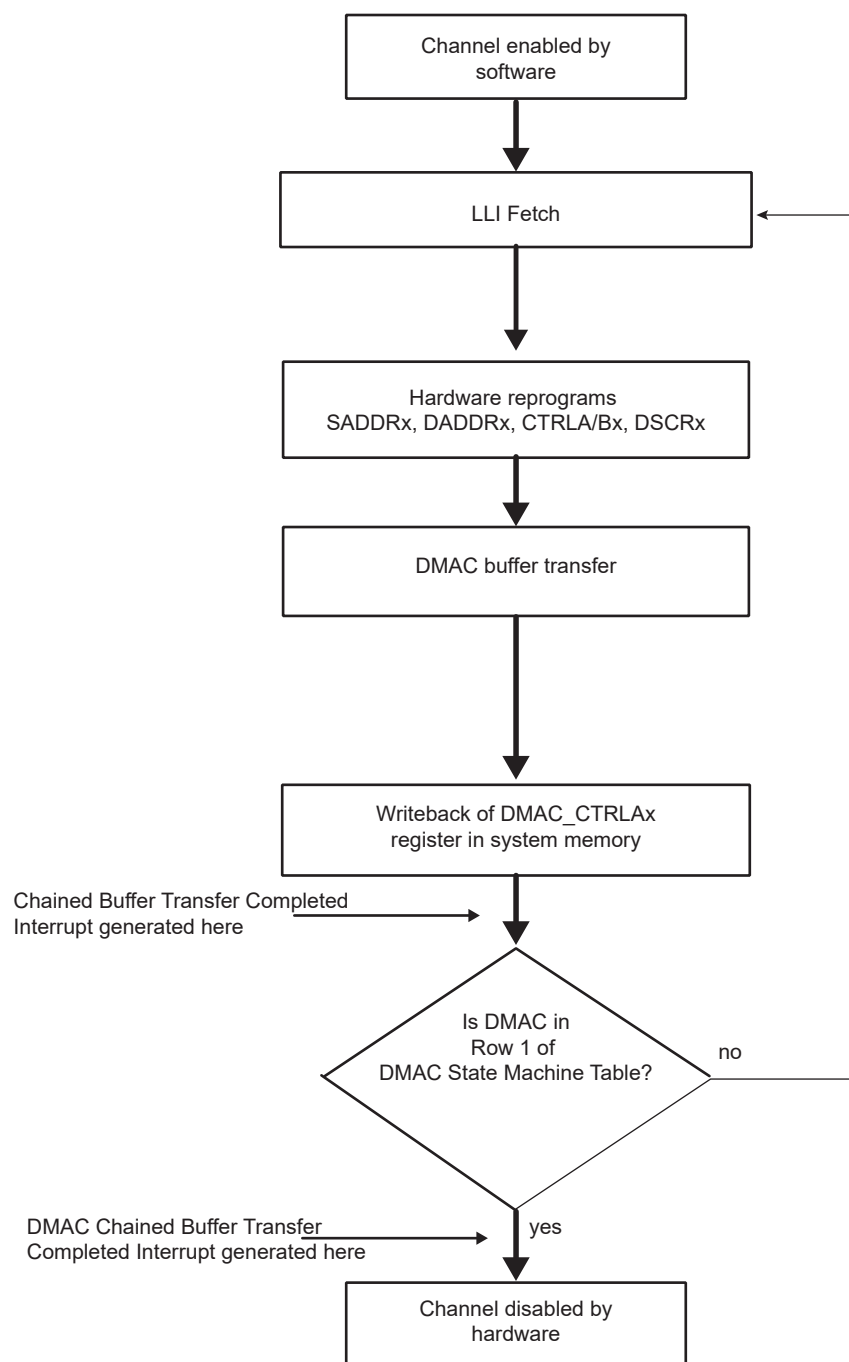 Channel enabled by
software
LLI Fetch
Hardware reprograms
SADDRx, DADDRx, CTRLA/Bx, DSCRx
DMAC buffer transfer
Writeback of DMAC_CTRLAx
register in system memory
Chained Buffer Transfer Completed
Interrupt generated here
Is DMAC in
Row 1 of
DMAC State Machine Table?
no
DMAC Chained Buffer Transfer
Completed Interrupt generated here
yes
Channel disabled by
hardware